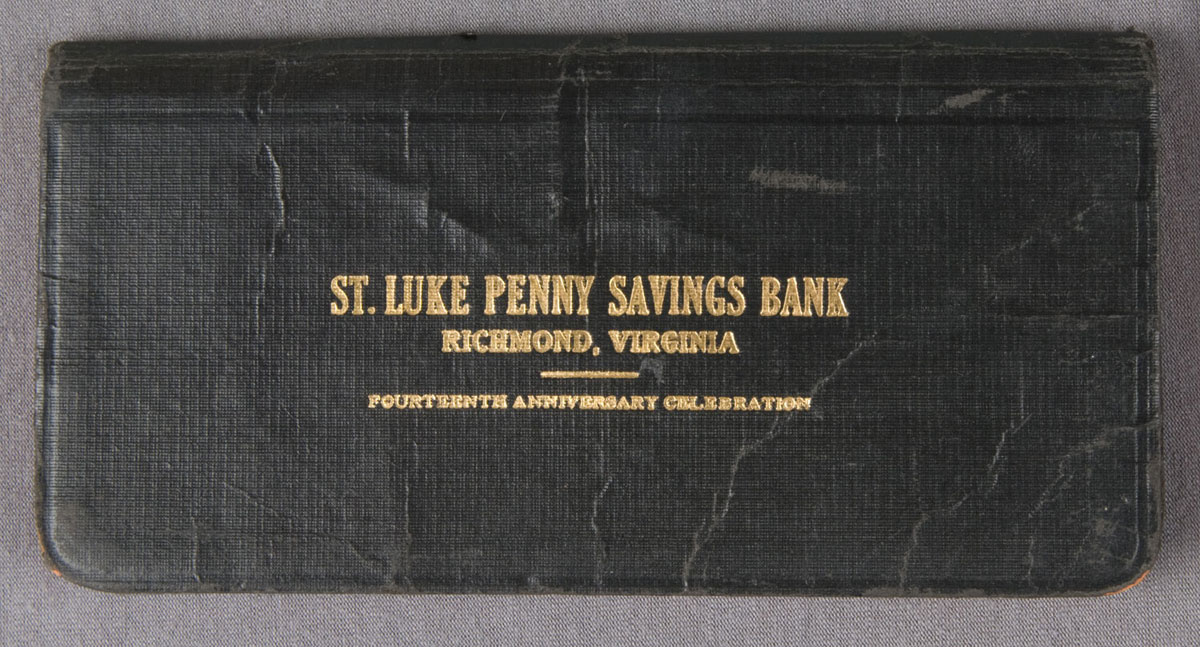 ST. LUKE PENNY SAVINGS BANK
RICHMOND, VIRGINIA
FOURTEENTH ANNIVERSARY CELEBRATION